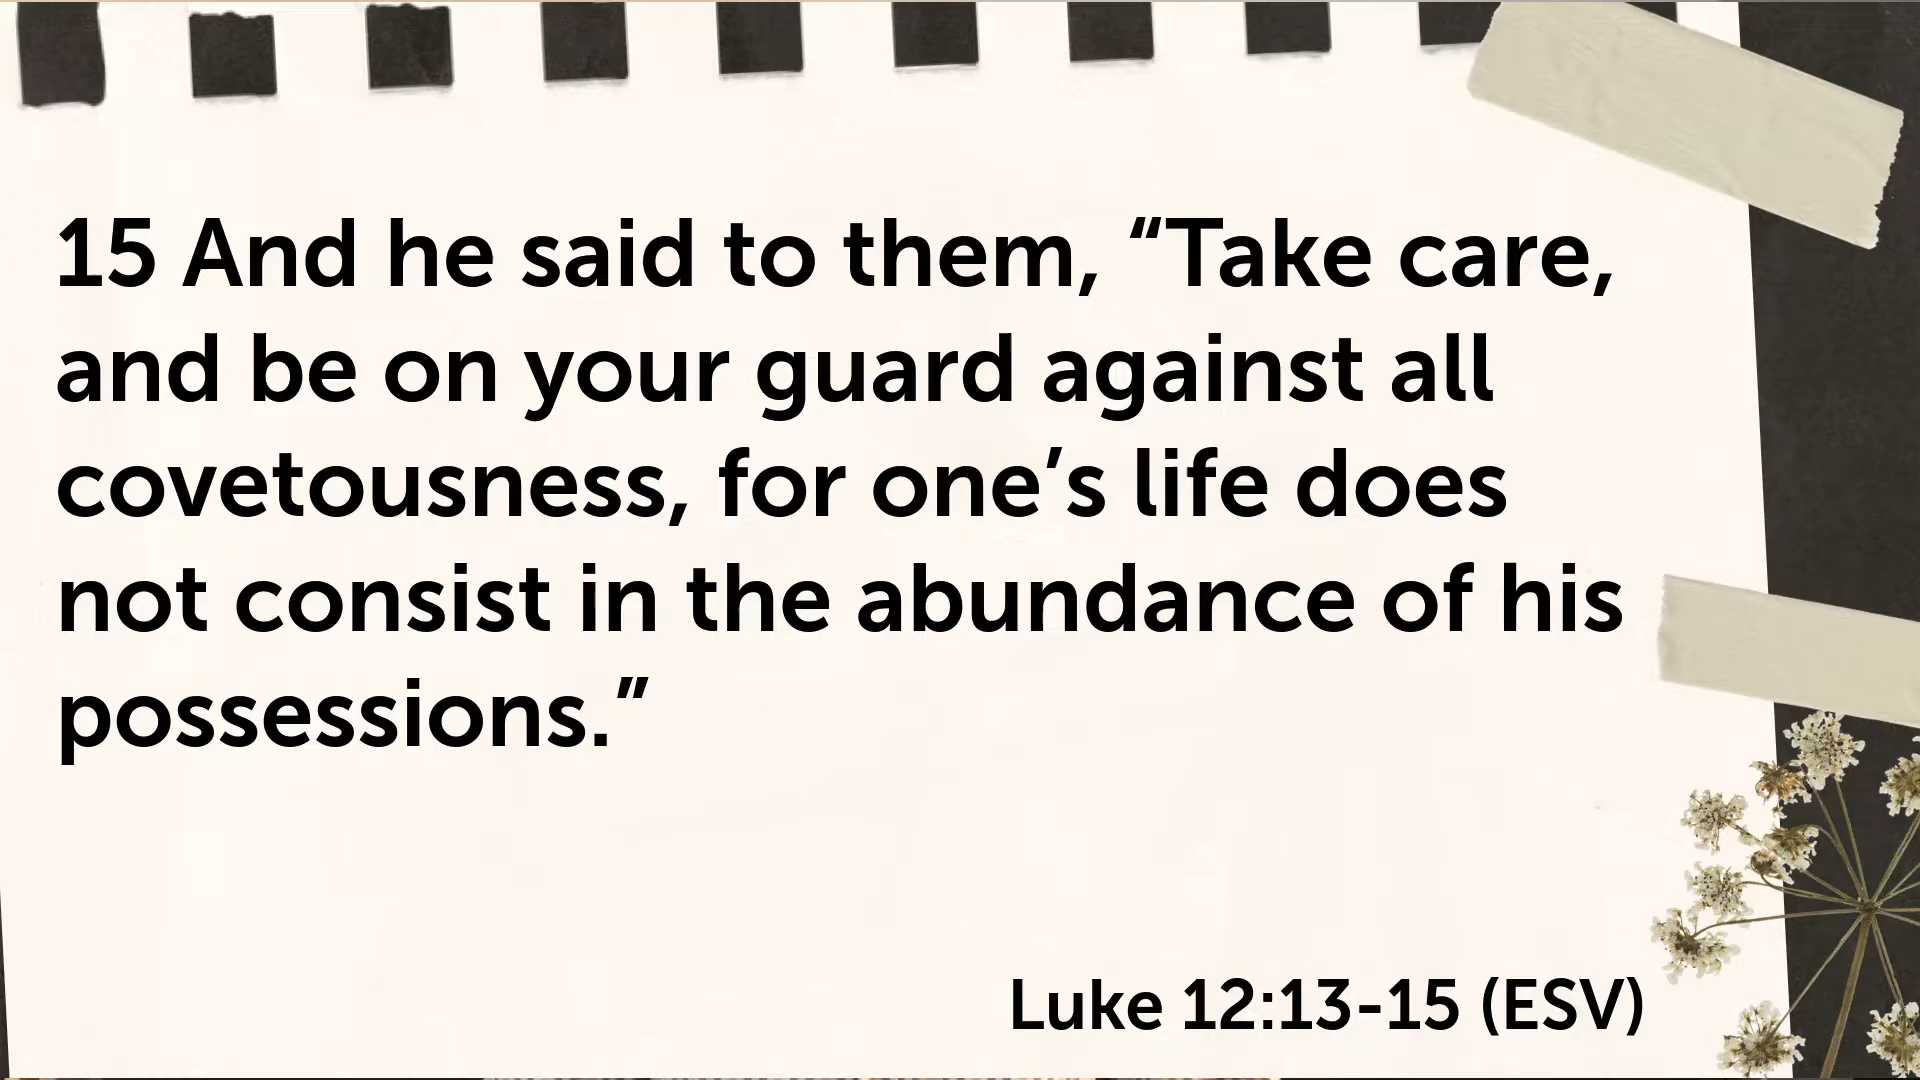 15 And he said to them, “Take care,
and be on your guard against all
covetousness, for one’s life does
not consist in the abundance of his
possessions.”
Luke 12:13-15 (ESV)